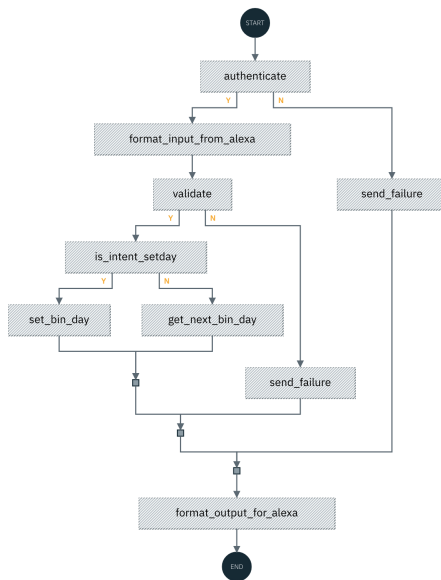 START
authenticate
Y
N
format_input_from_alexa
validate
send_failure
Y
N
is_intent_setday
Y
N
set_bin_day
get_next_bin_day
send_failure
format_output_for_alexa
END